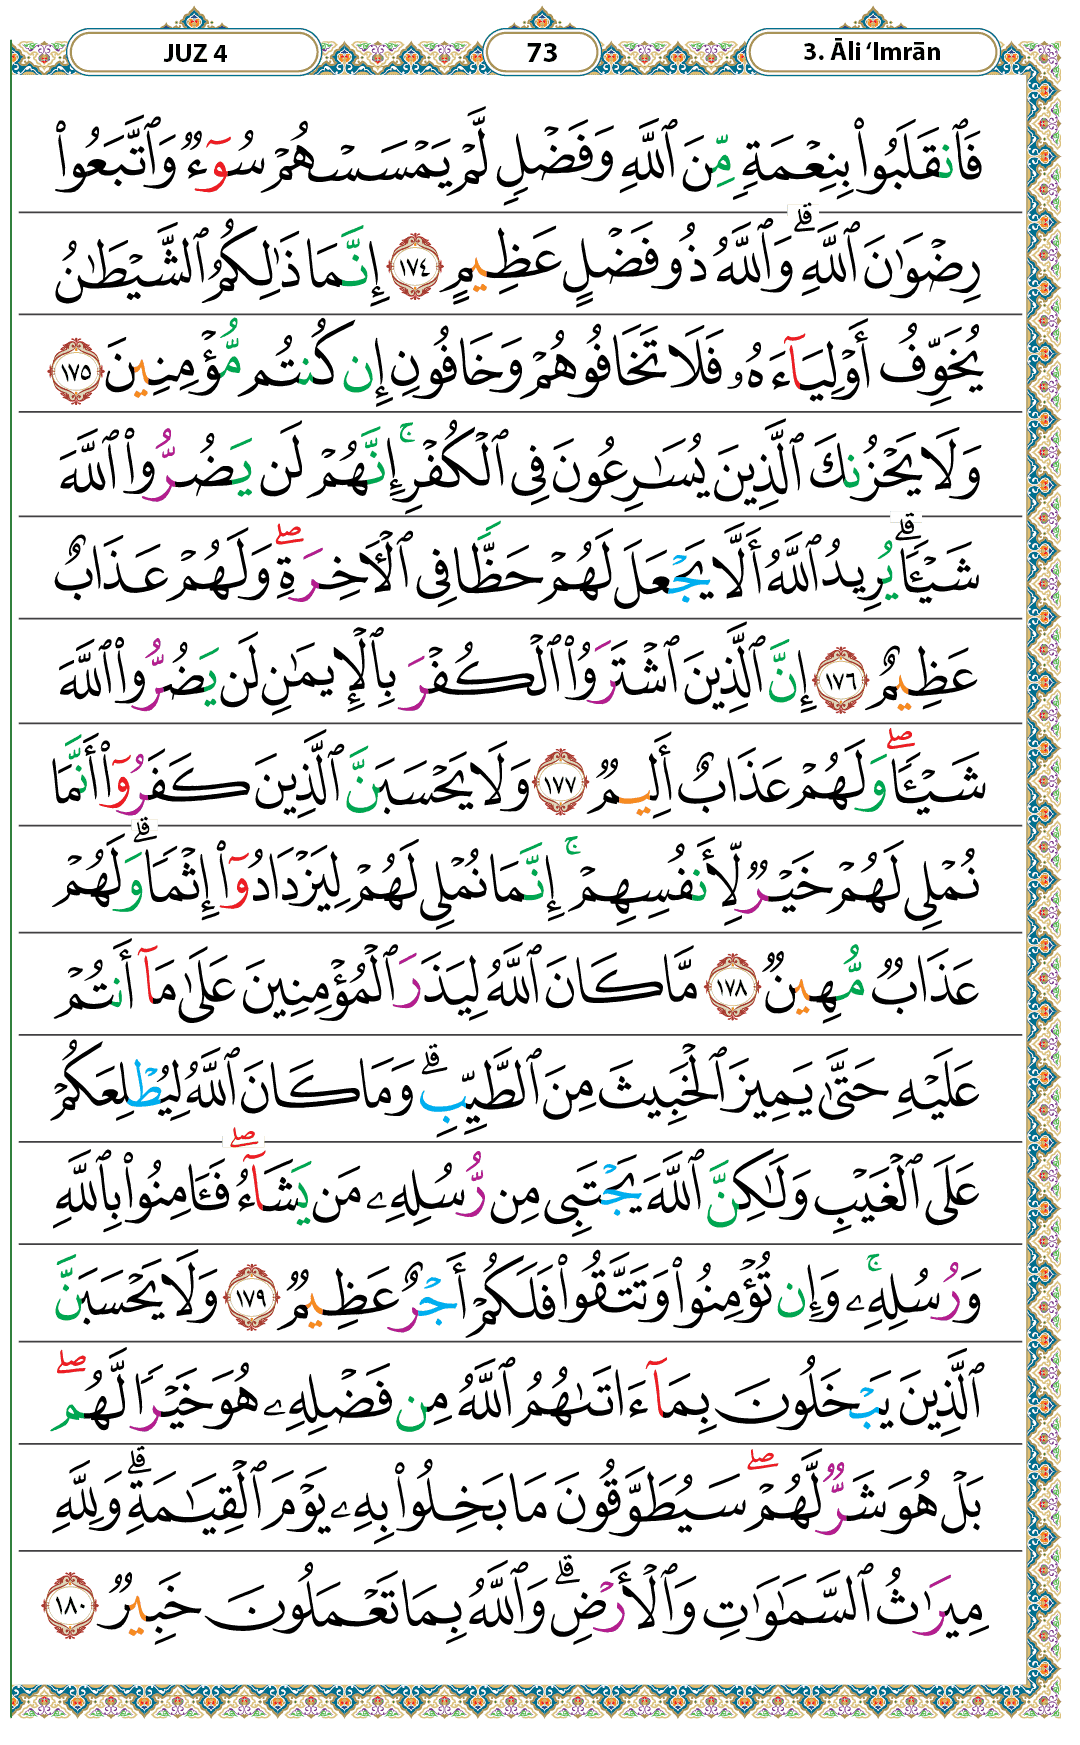 JUZ 4 73 3. Āli ‘Imrān
فَٱنقَلَبُوا۟ بِنِعْمَةٍ مِّنَ ٱللَّهِ وَفَضْلٍ لَّمْ يَمْسَسْهُمْ سُوٓءٌ وَٱتَّبَعُوا۟
رِضْوَٰنَ ٱللَّهِ ۗ وَٱللَّهُ ذُو فَضْلٍ عَظِيمٍ ١٧٤ إِنَّمَا ذَٰلِكُمُ ٱلشَّيْطَٰنُ
يُخَوِّفُ أَوْلِيَآءَهُۥ فَلَا تَخَافُوهُمْ وَخَافُونِ إِن كُنتُم مُّؤْمِنِينَ ١٧٥
وَلَا يَحْزُنكَ ٱلَّذِينَ يُسَٰرِعُونَ فِى ٱلْكُفْرِ ۚ إِنَّهُمْ لَن يَضُرُّوا۟ ٱللَّهَ
شَيْـًٔا ۗ يُرِيدُ ٱللَّهُ أَلَّا يَجْعَلَ لَهُمْ حَظًّا فِى ٱلْـَٔاخِرَةِ ۖ وَلَهُمْ عَذَابٌ
عَظِيمٌ ١٧٦ إِنَّ ٱلَّذِينَ ٱشْتَرَوُا۟ ٱلْكُفْرَ بِٱلْإِيمَٰنِ لَن يَضُرُّوا۟ ٱللَّهَ
شَيْـًٔا ۖ وَلَهُمْ عَذَابٌ أَلِيمٌ ١٧٧ وَلَا يَحْسَبَنَّ ٱلَّذِينَ كَفَرُوٓا۟ أَنَّمَا
نُمْلِى لَهُمْ خَيْرٌ لِّأَنفُسِهِمْ ۚ إِنَّمَا نُمْلِى لَهُمْ لِيَزْدَادُوٓا۟ إِثْمًا ۗ وَلَهُمْ
عَذَابٌ مُّهِينٌ ١٧٨ مَّا كَانَ ٱللَّهُ لِيَذَرَ ٱلْمُؤْمِنِينَ عَلَىٰ مَآ أَنتُمْ
عَلَيْهِ حَتَّىٰ يَمِيزَ ٱلْخَبِيثَ مِنَ ٱلطَّيِّبِ ۗ وَمَا كَانَ ٱللَّهُ لِيُطْلِعَكُمْ
عَلَى ٱلْغَيْبِ وَلَٰكِنَّ ٱللَّهَ يَجْتَبِى مِن رُّسُلِهِۦ مَن يَشَآءُ ۖ فَـَٔامِنُوا۟ بِٱللَّهِ
وَرُسُلِهِۦ ۚ وَإِن تُؤْمِنُوا۟ وَتَتَّقُوا۟ فَلَكُمْ أَجْرٌ عَظِيمٌ ١٧٩ وَلَا يَحْسَبَنَّ
ٱلَّذِينَ يَبْخَلُونَ بِمَآ ءَاتَىٰهُمُ ٱللَّهُ مِن فَضْلِهِۦ هُوَ خَيْرًا لَّهُم ۖ
بَلْ هُوَ شَرٌّ لَّهُمْ ۖ سَيُطَوَّقُونَ مَا بَخِلُوا۟ بِهِۦ يَوْمَ ٱلْقِيَٰمَةِ ۗ وَلِلَّهِ
مِيرَٰثُ ٱلسَّمَٰوَٰتِ وَٱلْأَرْضِ ۗ وَٱللَّهُ بِمَا تَعْمَلُونَ خَبِيرٌ ١٨٠